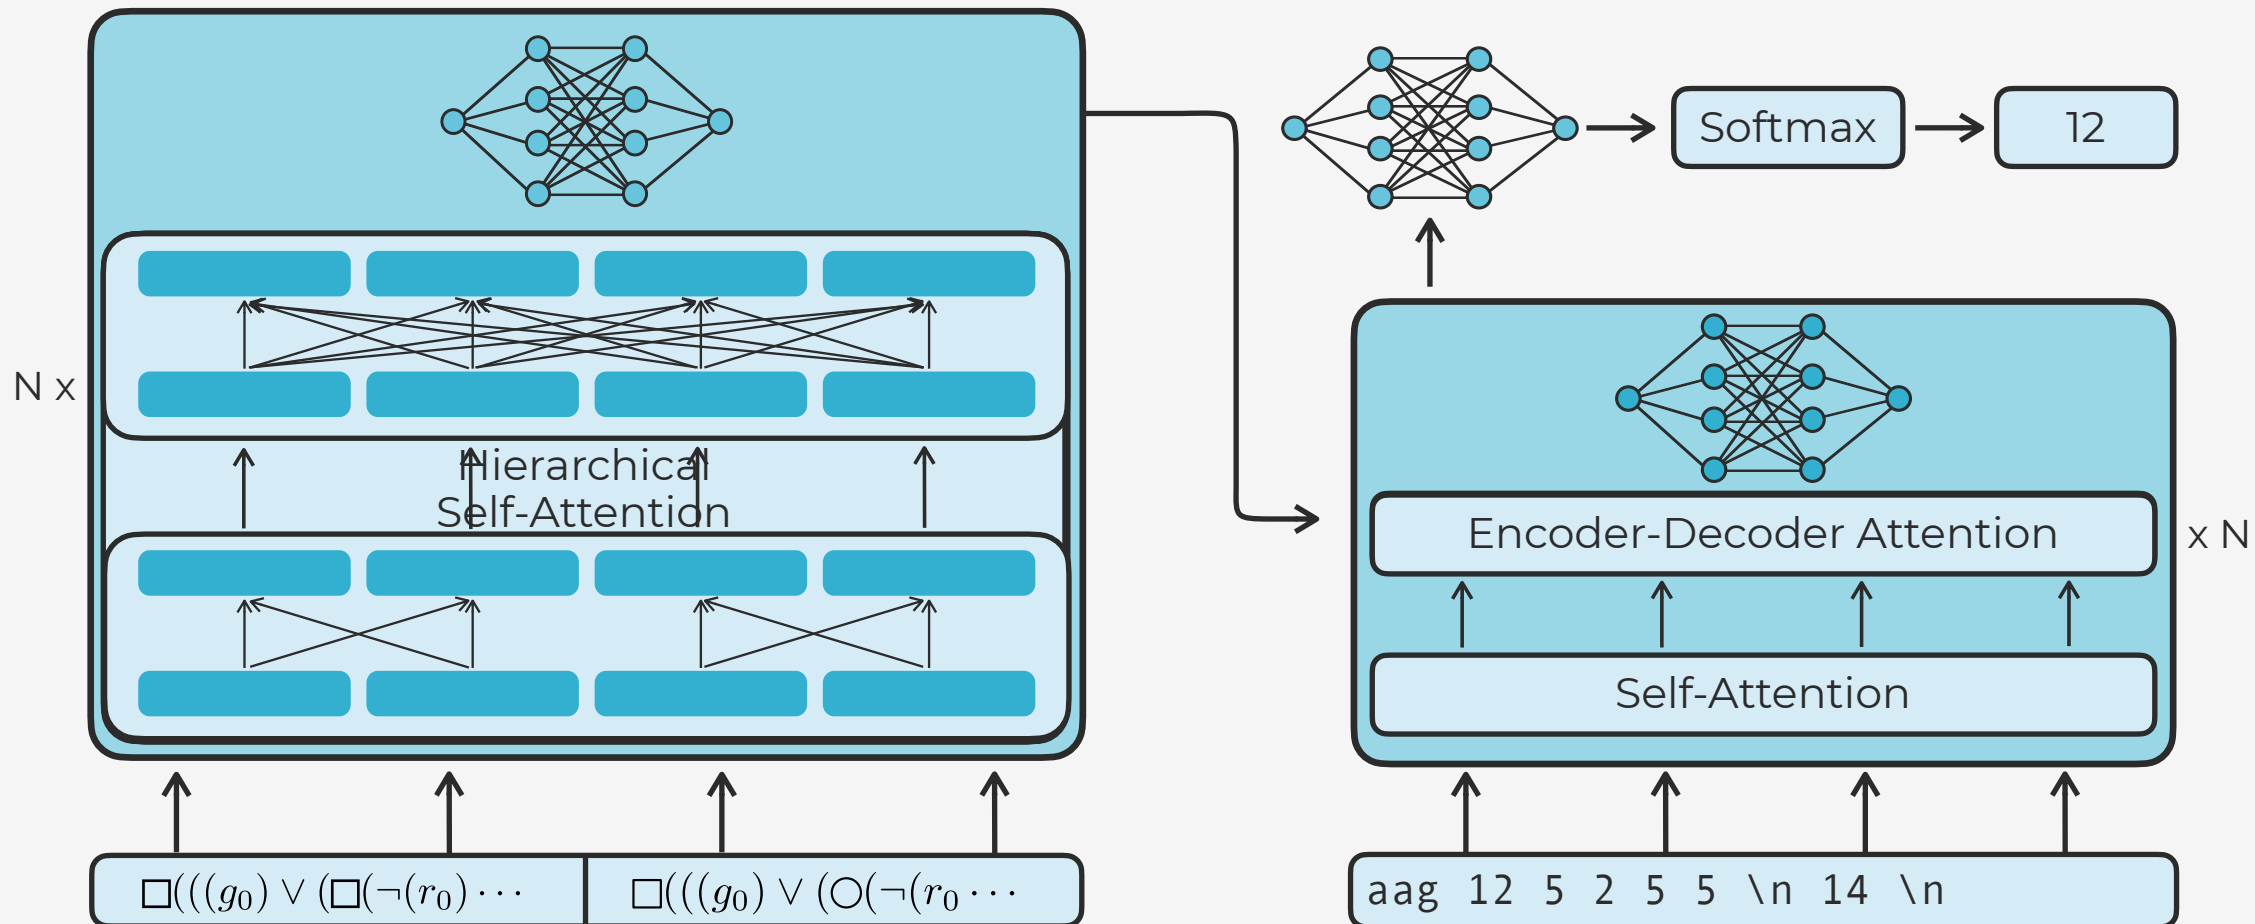 N x
Hierarchical
Self-Attention
□(((g₀) ∨ (□(¬(r₀) ⋯
□(((g₀) ∨ (○(¬(r₀ ⋯
Softmax
12
Encoder-Decoder Attention
x N
Self-Attention
aag 12 5 2 5 5 \n 14 \n